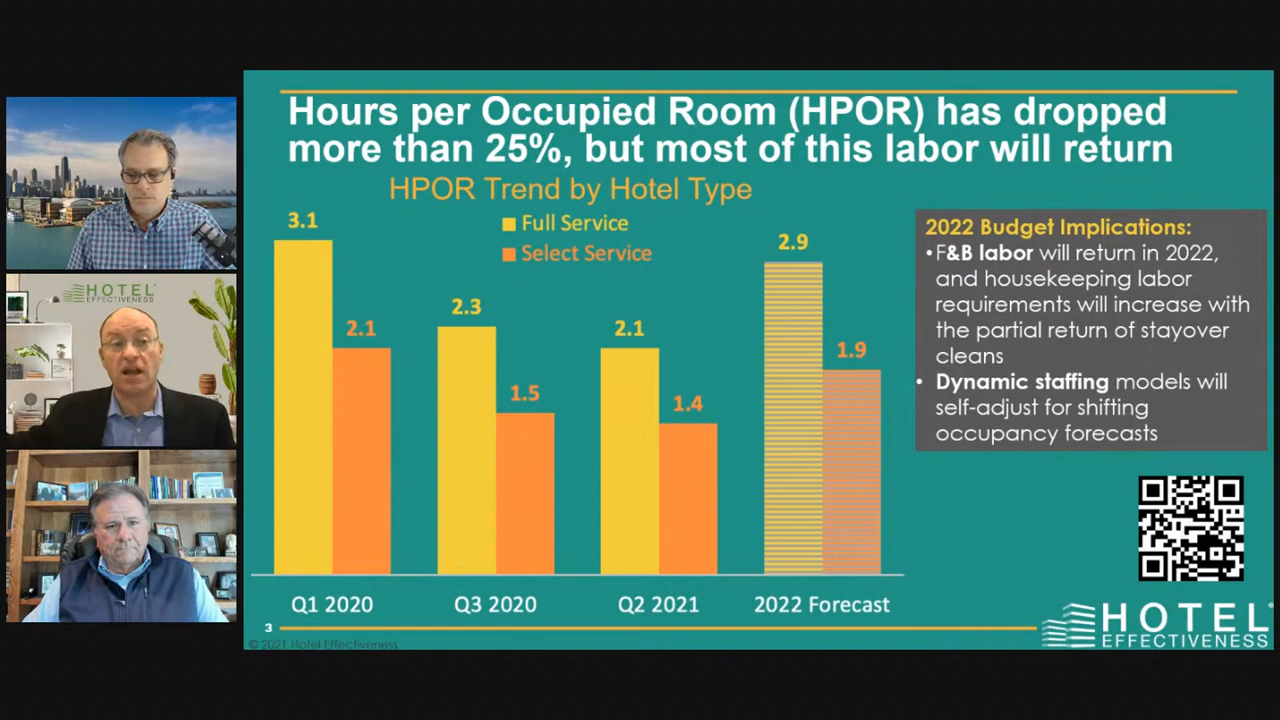 Hours per Occupied Room (HPOR) has dropped
more than 25%, but most of this labor will return
HPOR Trend by Hotel Type
Full Service
Select Service
3.1
2.1
2.3
1.5
2.1
1.4
2.9
1.9
Q1 2020
Q3 2020
Q2 2021
2022 Forecast
2022 Budget Implications:
•F&B labor will return in 2022,
and housekeeping labor
requirements will increase with
the partial return of stayover
cleans
• Dynamic staffing models will
self-adjust for shifting
occupancy forecasts
3
© 2021 Hotel Effectiveness
HOTEL
EFFECTIVENESS
HOTEL
EFFECTIVENESS